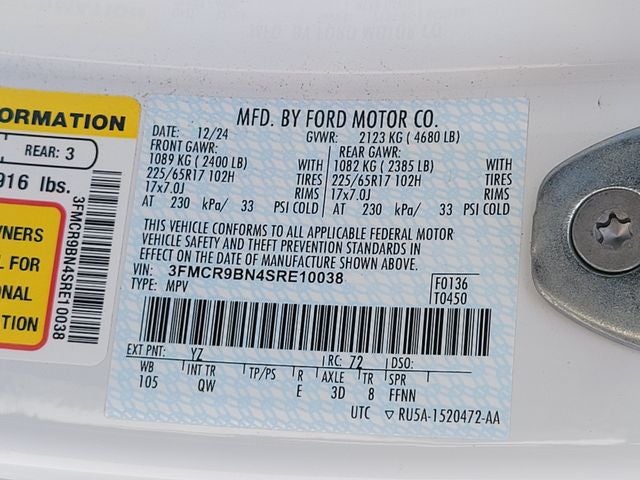 ORMATION
REAR: 3
916 lbs.
WNERS
L FOR
ONAL
TION
3FMCR9BN4SRE10038
MFD. BY FORD MOTOR CO.
DATE: 12/24 GVWR: 2123 KG ( 4680 LB)
FRONT GAWR: REAR GAWR:
1089 KG ( 2400 LB) WITH 1082 KG ( 2385 LB) WITH
225/65R17 102H TIRES 225/65R17 102H TIRES
17x7.0J RIMS 17x7.0J RIMS
AT 230 kPa/ 33 PSI COLD AT 230 kPa/ 33 PSI COLD
THIS VEHICLE CONFORMS TO ALL APPLICABLE FEDERAL MOTOR
VEHICLE SAFETY AND THEFT PREVENTION STANDARDS IN
EFFECT ON THE DATE OF MANUFACTURE SHOWN ABOVE.
VIN: 3FMCR9BN4SRE10038 F0136
TYPE: MPV T0450
EXT PNT: YZ RC: 72 DSO:
WB INT TR TP/PS R AXLE TR SPR
105 QW E 3D 8 FFNN
UTC ▽ RU5A-1520472-AA